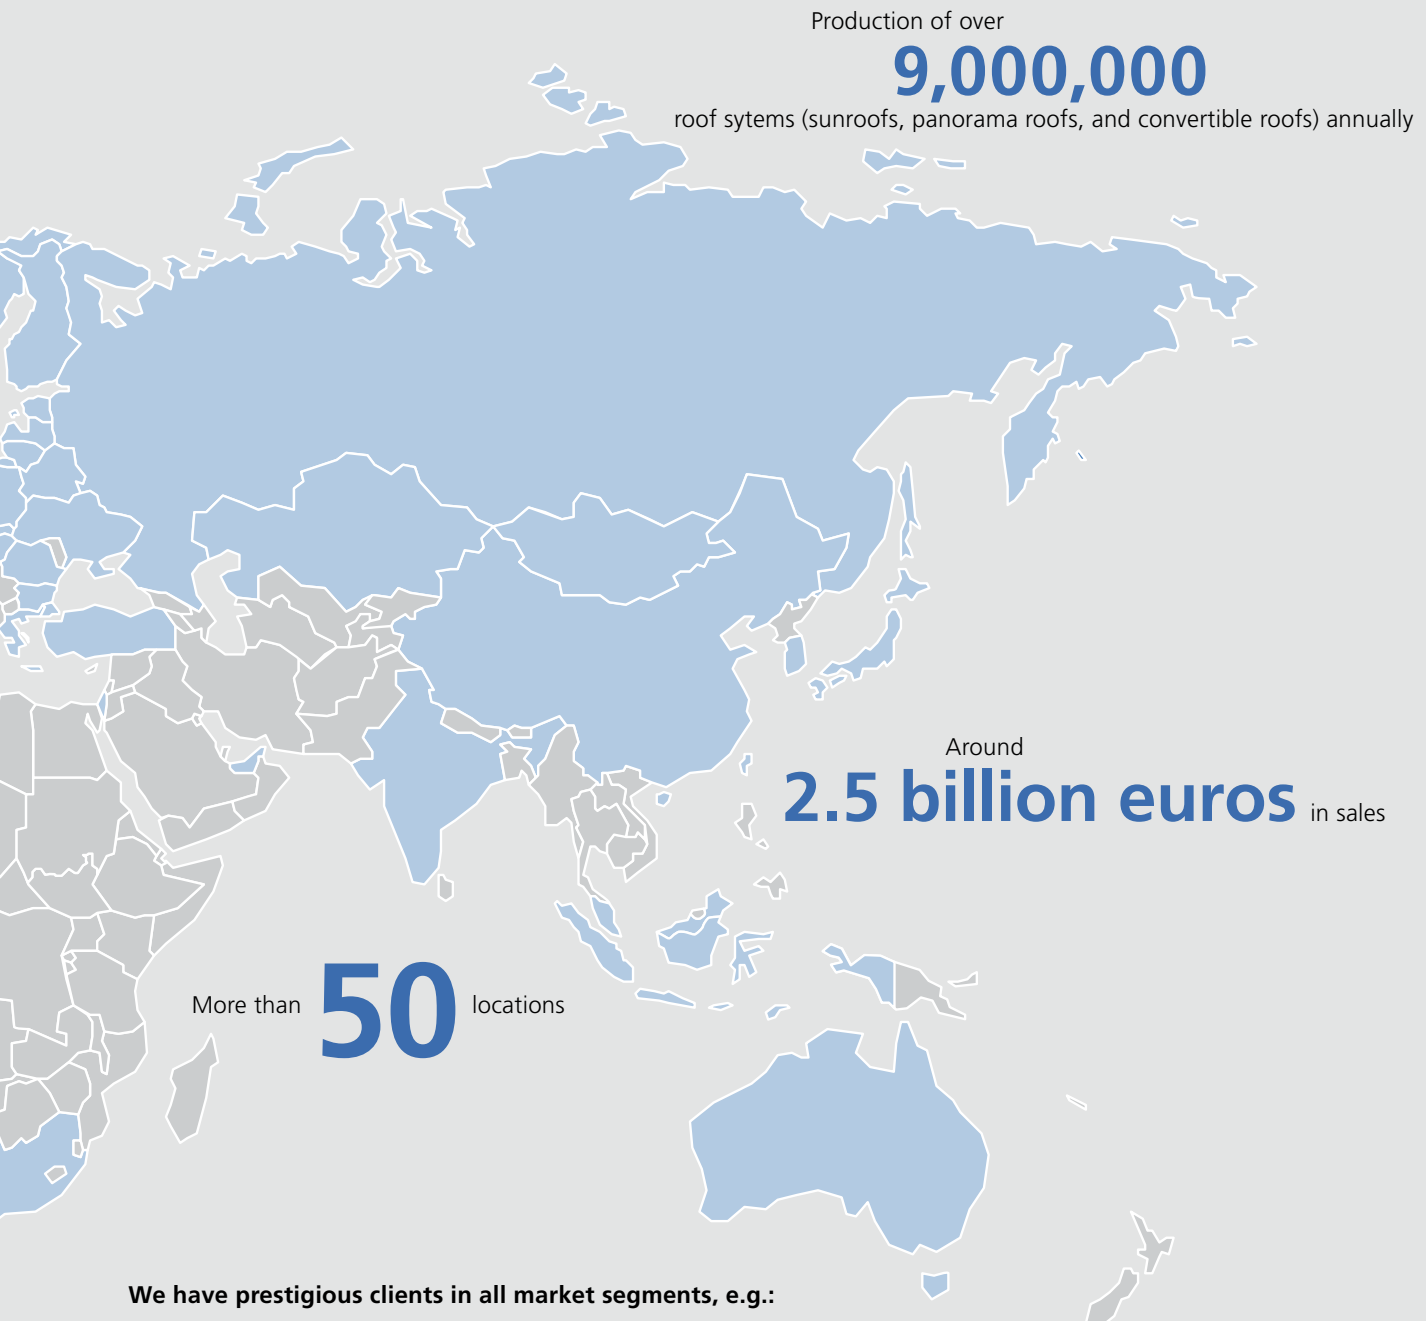 Production of over
9,000,000
roof sytems (sunroofs, panorama roofs, and convertible roofs) annually
Around
2.5 billion euros in sales
More than 50 locations
We have prestigious clients in all market segments, e.g.: